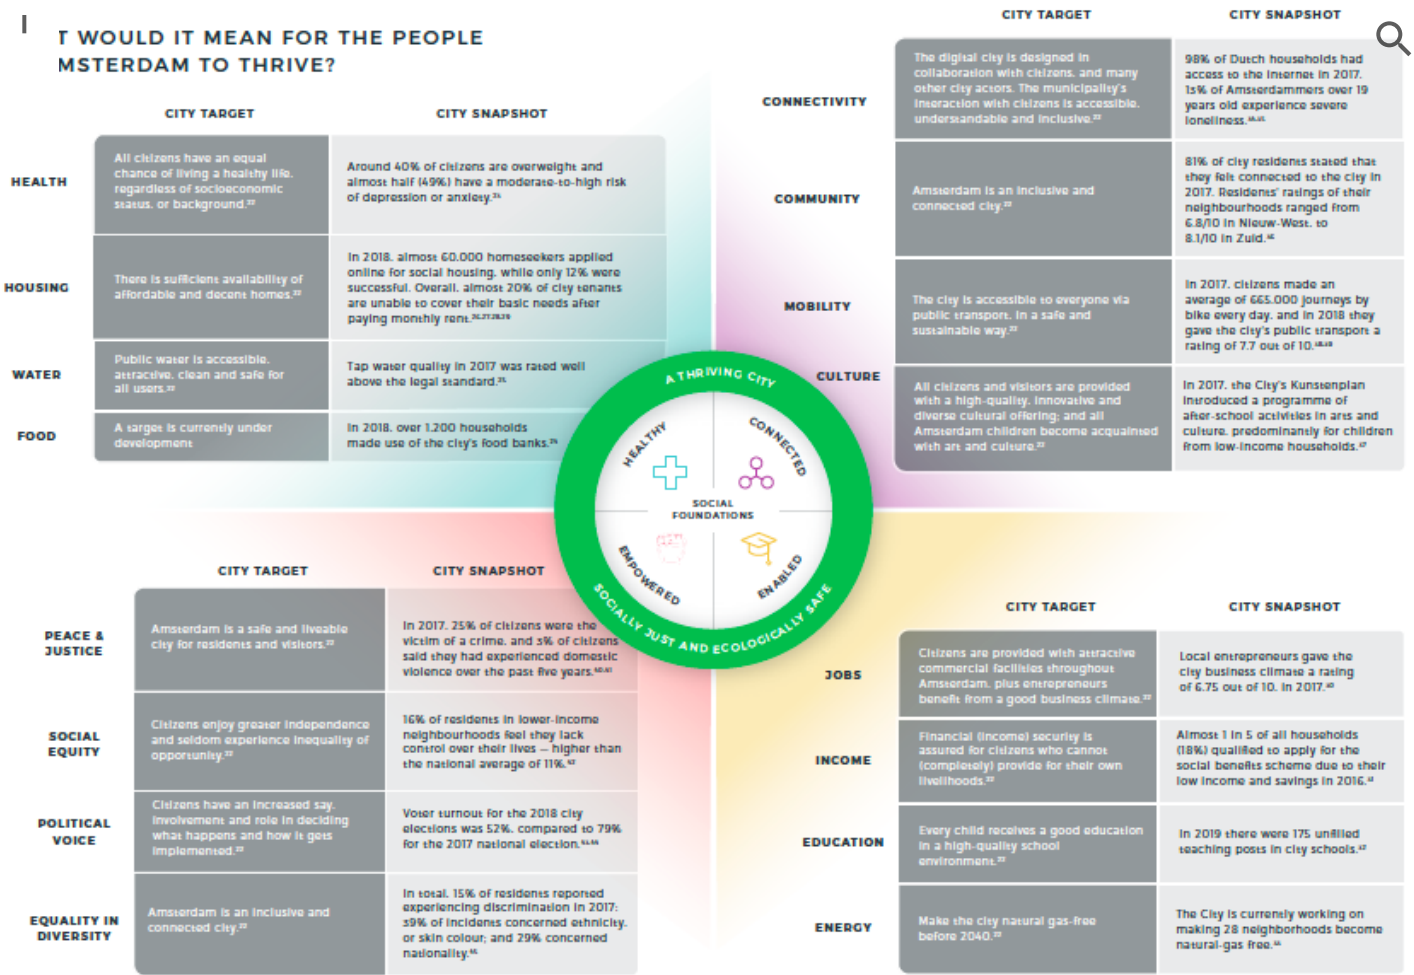 T WOULD IT MEAN FOR THE PEOPLE
MSTERDAM TO THRIVE?
CITY TARGET
CITY SNAPSHOT
HEALTH
All citizens have an equal
chance of living a healthy life,
regardless of socioeconomic
status, or background.²²
Around 40% of citizens are overweight and
almost half (49%) have a moderate-to-high risk
of depression or anxiety.²⁴
HOUSING
There is sufficient availability of
affordable and decent homes.²²
In 2018, almost 60.000 homeseekers applied
online for social housing, while only 12% were
successful. Overall, almost 20% of city tenants
are unable to cover their basic needs after
paying monthly rent.²⁶·²⁷·²⁸·²⁹
WATER
Public water is accessible,
attractive, clean and safe for
all users.²²
Tap water quality in 2017 was rated well
above the legal standard.²⁵
FOOD
A target is currently under
development
In 2018, over 1.200 households
made use of the city's food banks.²⁴
CITY TARGET
CITY SNAPSHOT
CONNECTIVITY
The digital city is designed in
collaboration with citizens, and many
other city actors. The municipality's
interaction with citizens is accessible,
understandable and inclusive.²²
98% of Dutch households had
access to the internet in 2017.
13% of Amsterdammers over 19
years old experience severe
loneliness.
COMMUNITY
Amsterdam is an inclusive and
connected city.²²
81% of city residents stated that
they felt connected to the city in
2017. Residents' ratings of their
neighbourhoods ranged from
6.8/10 in Nieuw-West, to
8.1/10 in Zuid.
MOBILITY
The city is accessible to everyone via
public transport, in a safe and
sustainable way.²²
In 2017, citizens made an
average of 665.000 journeys by
bike every day, and in 2018 they
gave the city's public transport a
rating of 7.7 out of 10.
CULTURE
All citizens and visitors are provided
with a high-quality, innovative and
diverse cultural offering; and all
Amsterdam children become acquainted
with art and culture.²²
In 2017, the City's Kunstenplan
introduced a programme of
after-school activities in arts and
culture, predominantly for children
from low-income households.
A THRIVING CITY
HEALTHY
CONNECTED
SOCIAL
FOUNDATIONS
EMPOWERED
ENABLED
SOCIALLY JUST AND ECOLOGICALLY SAFE
CITY TARGET
CITY SNAPSHOT
PEACE &
JUSTICE
Amsterdam is a safe and liveable
city for residents and visitors.²²
In 2017, 25% of citizens were the
victim of a crime, and 5% of citizens
said they had experienced domestic
violence over the past five years.
SOCIAL
EQUITY
Citizens enjoy greater independence
and seldom experience inequality of
opportunity.²²
16% of residents in lower-income
neighbourhoods feel they lack
control over their lives – higher than
the national average of 11%.
POLITICAL
VOICE
Citizens have an increased say,
involvement and role in deciding
what happens and how it gets
implemented.²²
Voter turnout for the 2018 city
elections was 52%, compared to 79%
for the 2017 national election.
EQUALITY IN
DIVERSITY
Amsterdam is an inclusive and
connected city.²²
In total, 15% of residents reported
experiencing discrimination in 2017:
39% of incidents concerned ethnicity,
or skin colour; and 29% concerned
nationality.
CITY TARGET
CITY SNAPSHOT
JOBS
Citizens are provided with attractive
commercial facilities throughout
Amsterdam, plus entrepreneurs
benefit from a good business climate.²²
Local entrepreneurs gave the
city business climate a rating
of 6.75 out of 10, in 2017.
INCOME
Financial (income) security is
assured for citizens who cannot
(completely) provide for their own
livelihoods.²²
Almost 1 in 5 of all households
(18%) qualified to apply for the
social benefits scheme due to their
low income and savings in 2016.
EDUCATION
Every child receives a good education
in a high-quality school
environment.²²
In 2019 there were 175 unfilled
teaching posts in city schools.
ENERGY
Make the city natural gas-free
before 2040.²²
The City is currently working on
making 28 neighborhoods become
natural-gas free.